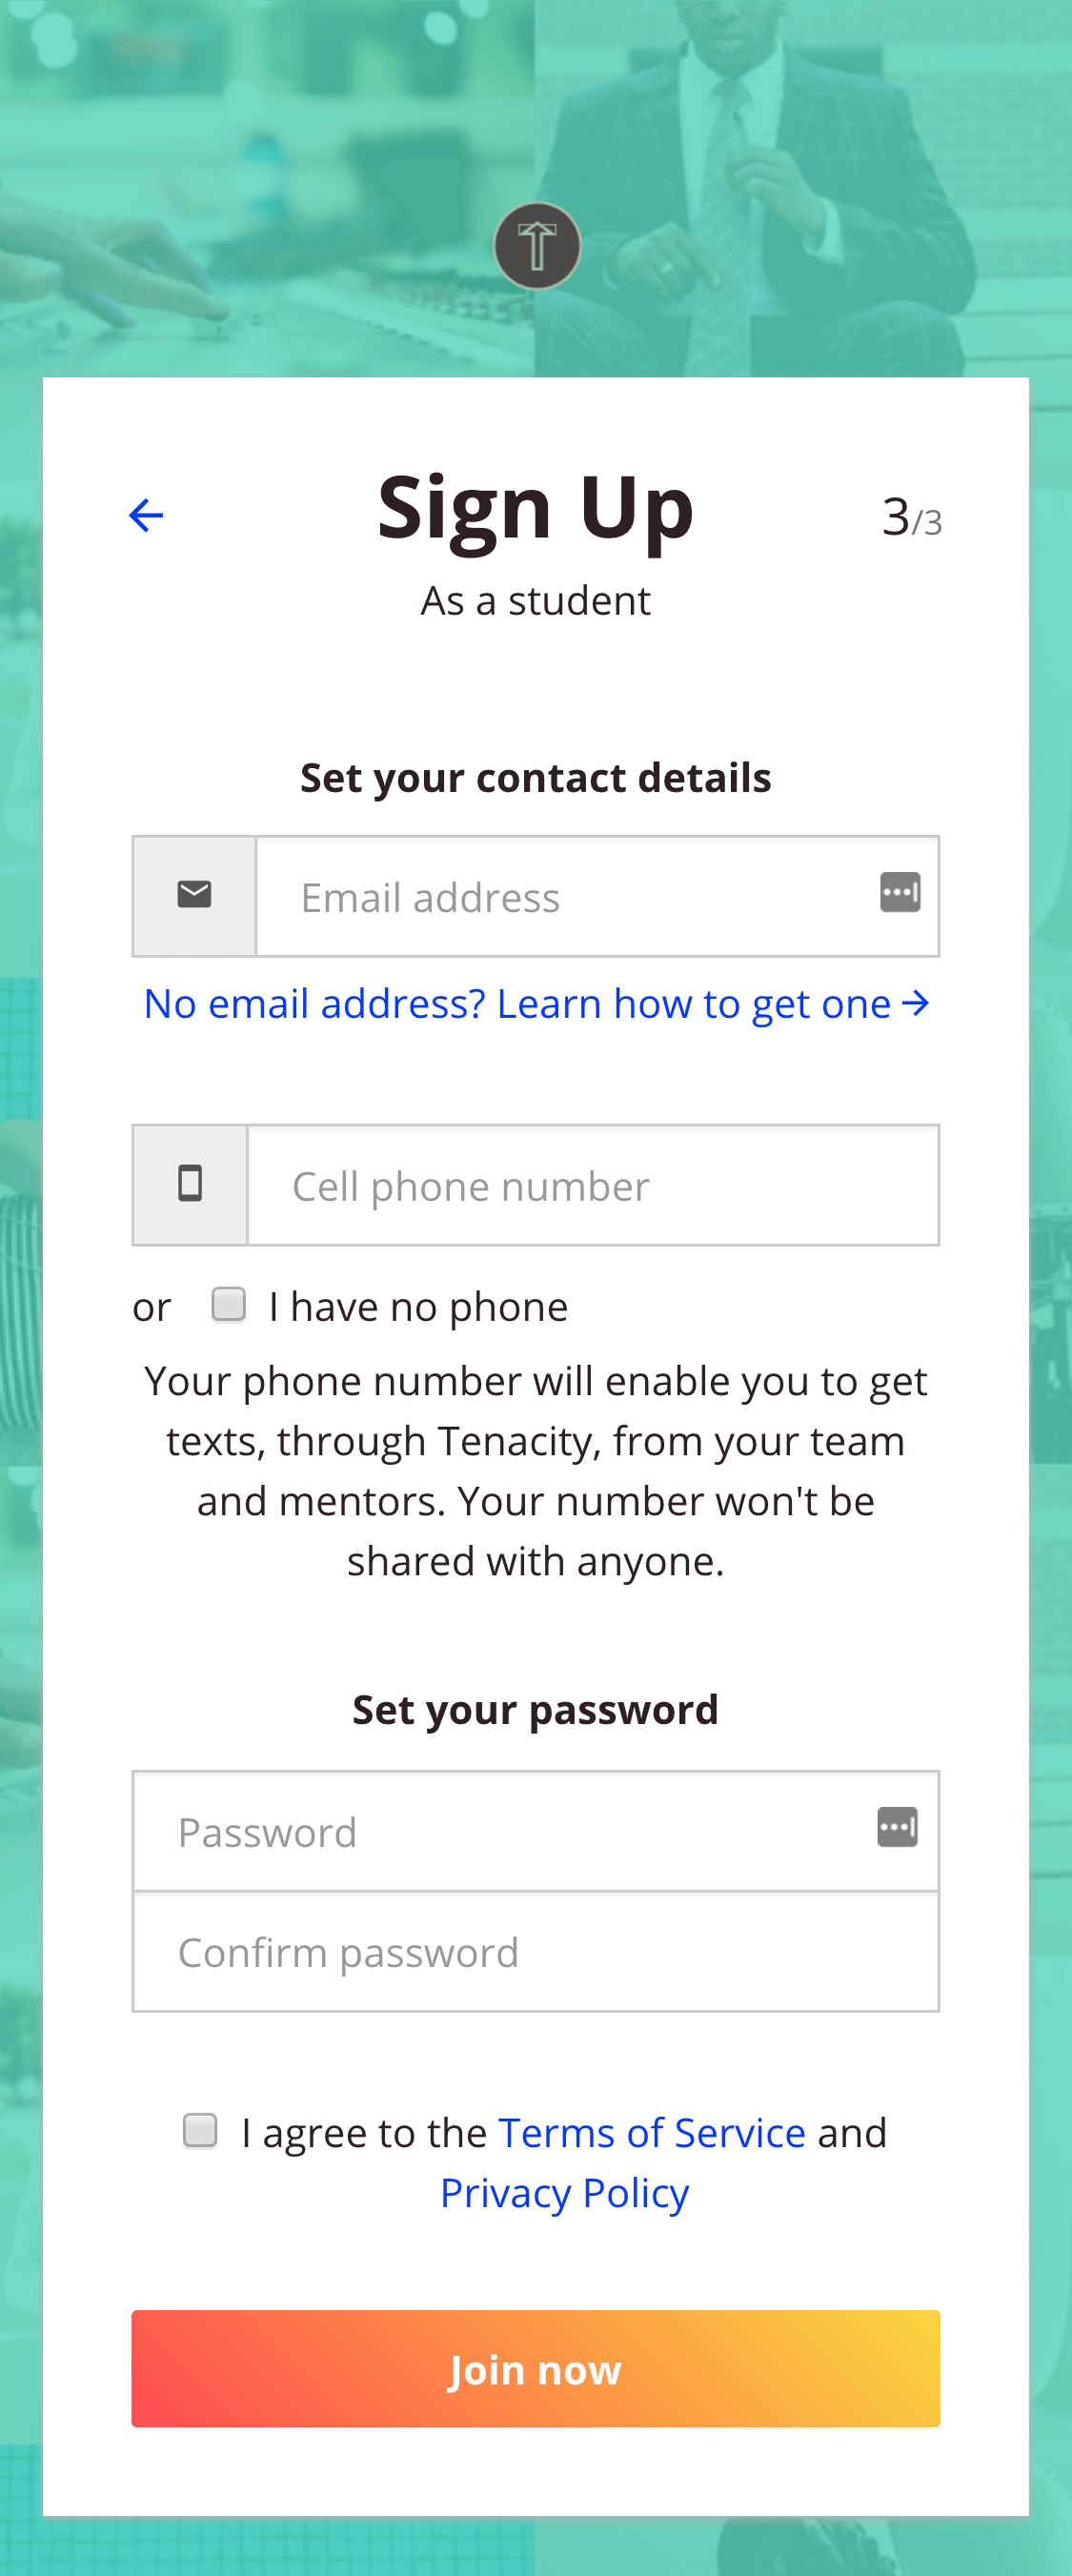 Sign Up
3/3
As a student
Set your contact details
Email address
No email address? Learn how to get one →
Cell phone number
or I have no phone
Your phone number will enable you to get
texts, through Tenacity, from your team
and mentors. Your number won't be
shared with anyone.
Set your password
Password
Confirm password
I agree to the Terms of Service and
Privacy Policy
Join now